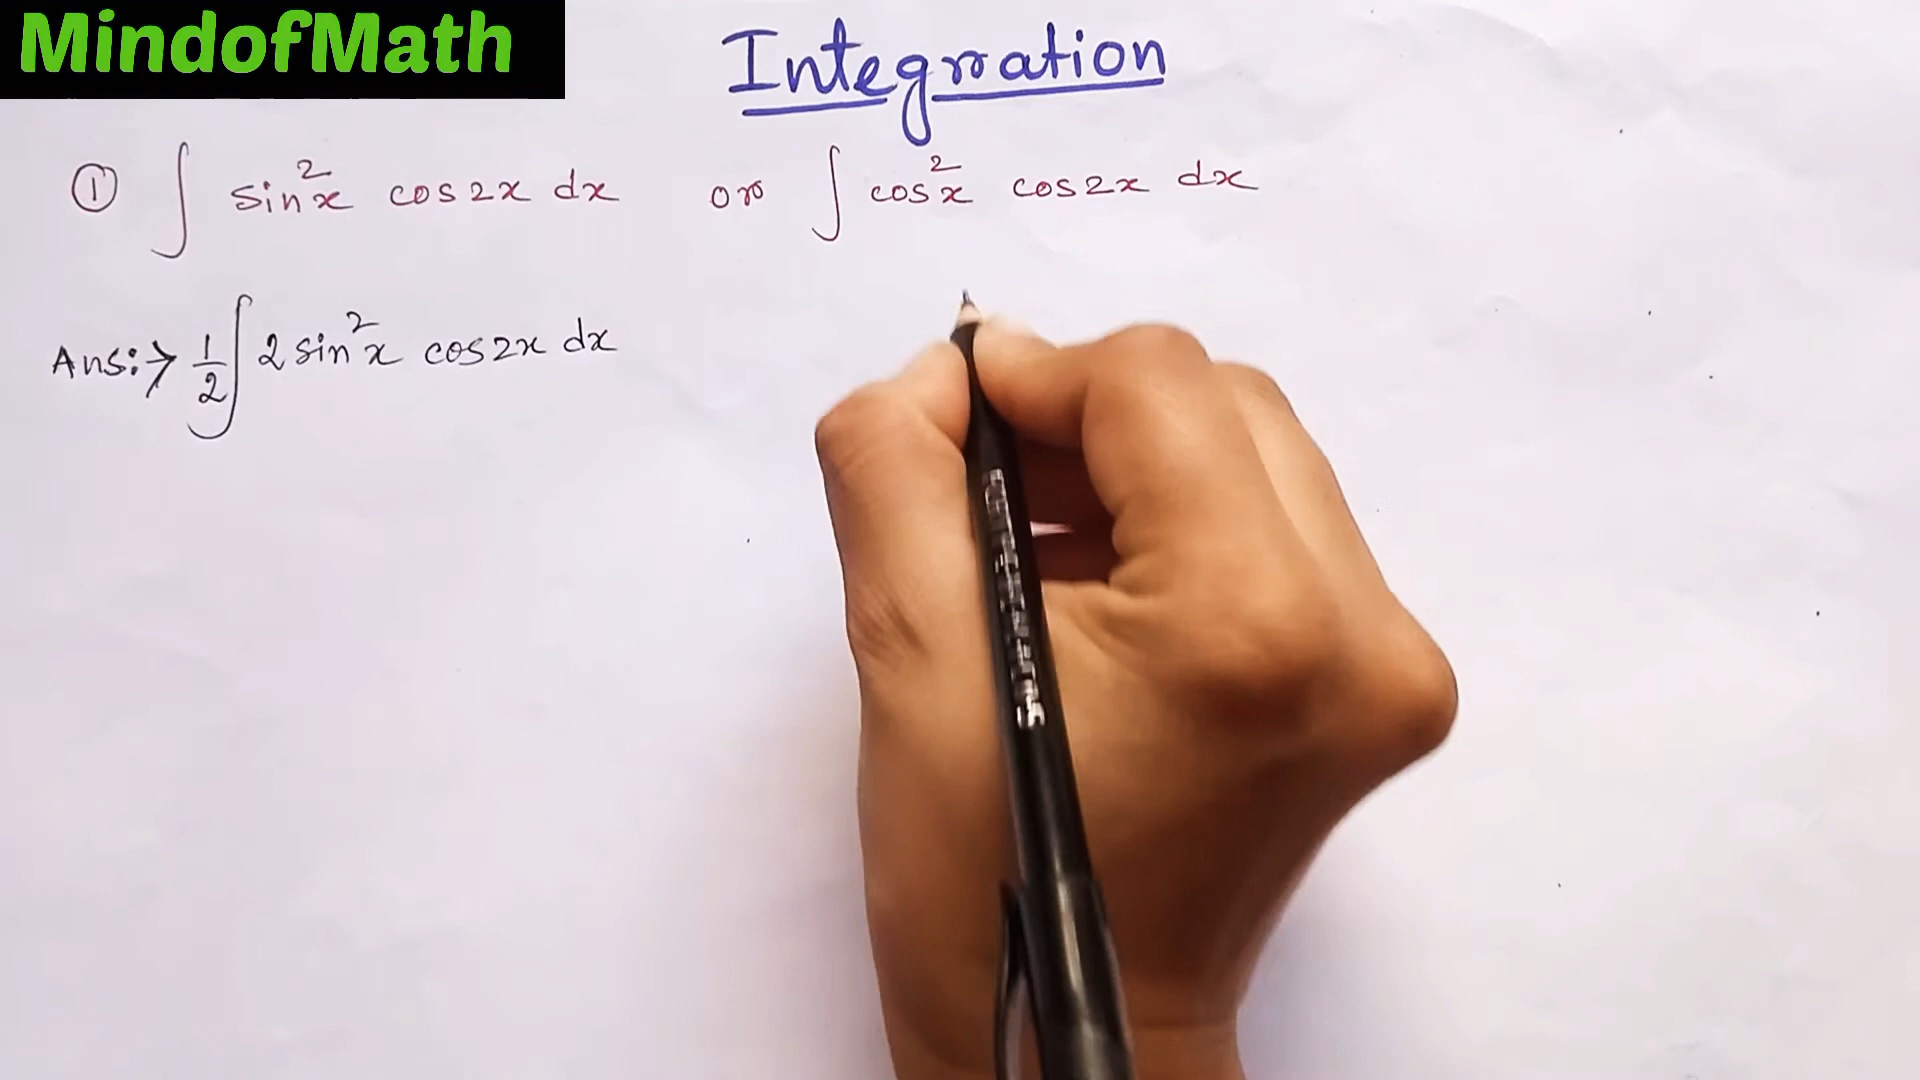 MindofMath
Integration
① ∫ sin²x cos2x dx or ∫ cos²x cos2x dx
Ans:→ 1/2 ∫ 2 sin²x cos2x dx